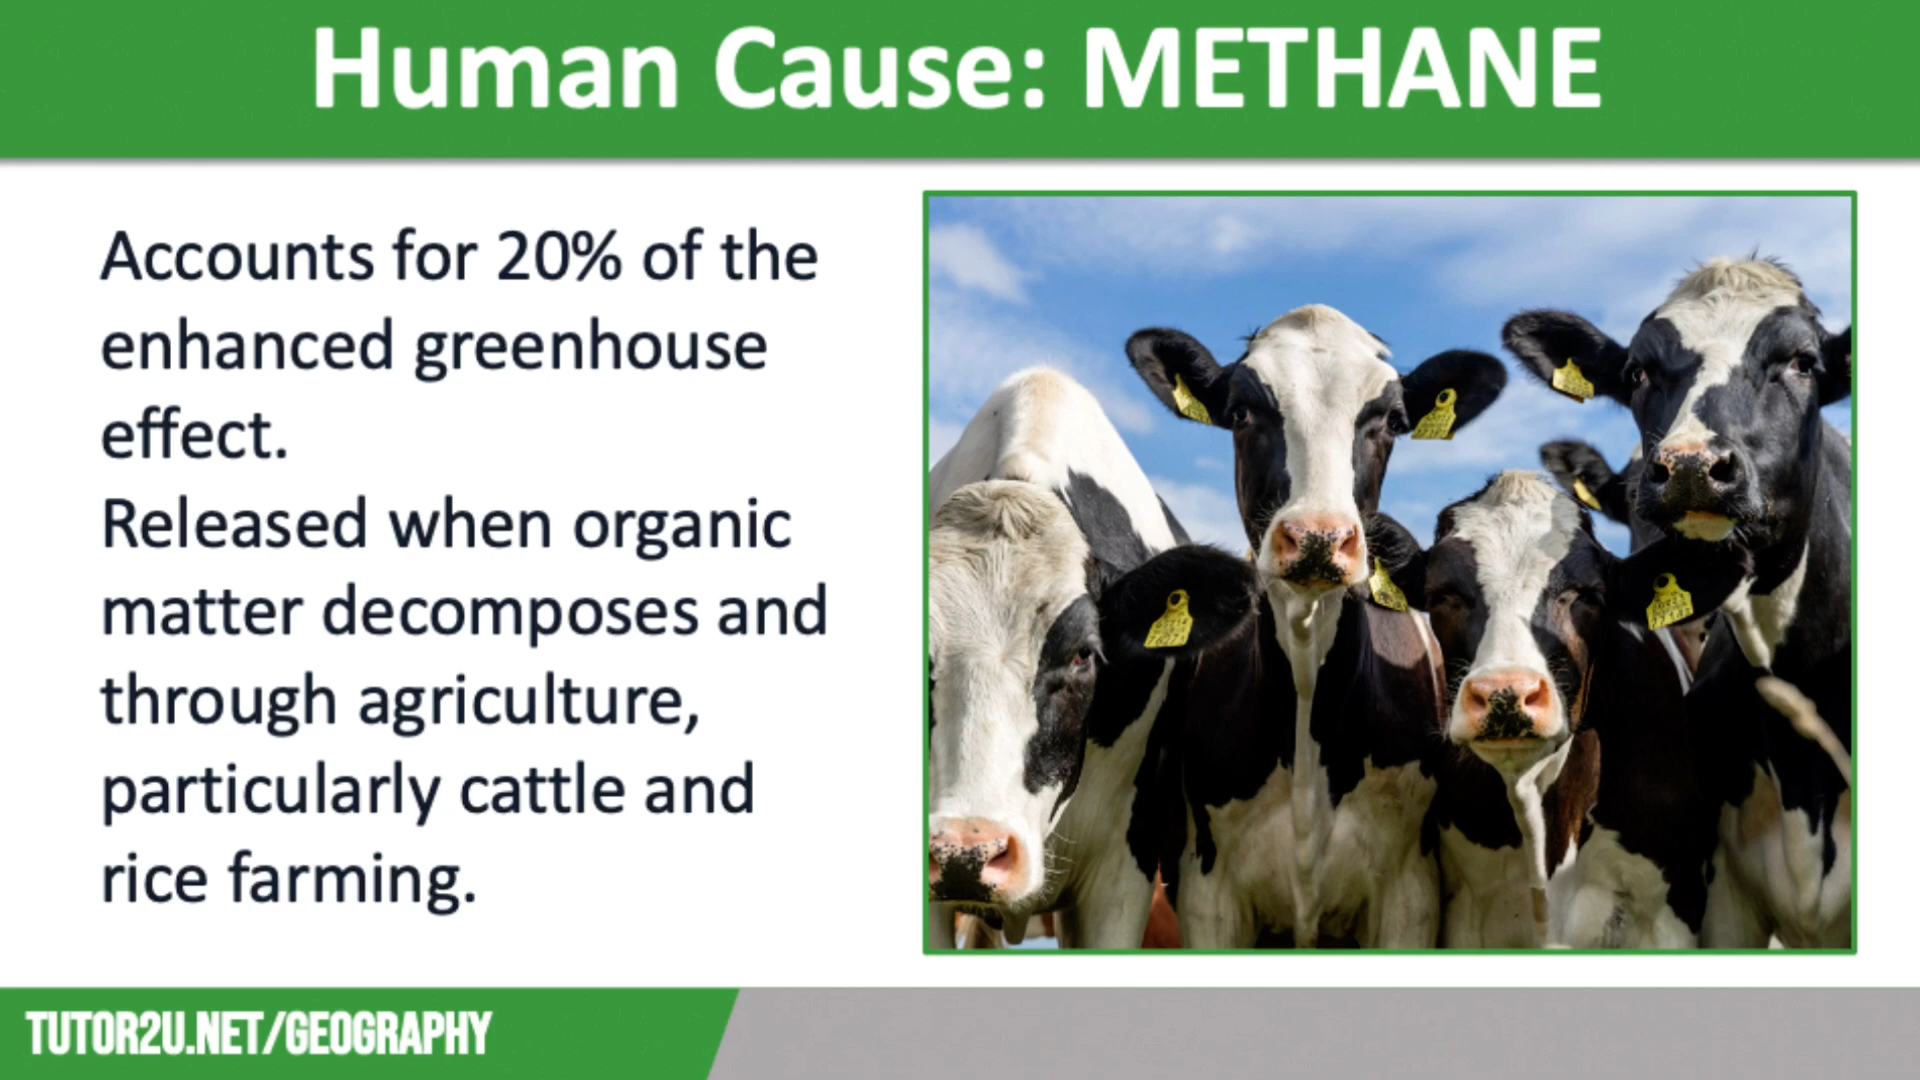 Human Cause: METHANE
Accounts for 20% of the
enhanced greenhouse
effect.
Released when organic
matter decomposes and
through agriculture,
particularly cattle and
rice farming.
TUTOR2U.NET/GEOGRAPHY